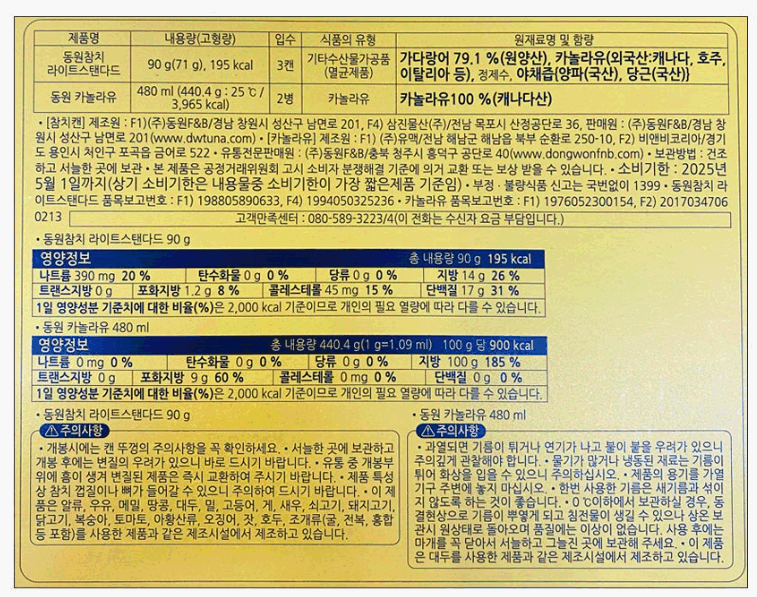 제품명 내용량(고형량) 입수 식품의 유형 원재료명 및 함량
동원참치 라이트스탠다드 90 g(71 g), 195 kcal 3캔 기타수산물가공품 (멸균제품) 가다랑어 79.1 %(원양산), 카놀라유(외국산:캐나다, 호주, 이탈리아 등), 정제수, 야채즙{양파(국산), 당근(국산)}
동원 카놀라유 480 ml (440.4 g : 25 ℃ / 3,965 kcal) 2병 카놀라유 카놀라유100 %(캐나다산)
• [참치캔] 제조원 : F1)(주)동원F&B/경남 창원시 성산구 남면로 201, F4) 삼진물산(주)/전남 목포시 산정공단로 36, 판매원 : (주)동원F&B/경남 창
원시 성산구 남면로 201(www.dwtuna.com) • [카놀라유] 제조원 : F1) (주)유맥/전남 해남군 해남읍 북부 순환로 250-10, F2) 비앤비코리아/경기
도 용인시 처인구 포곡읍 금어로 522 • 유통전문판매원 : (주)동원F&B/충북 청주시 흥덕구 공단로 40(www.dongwonfnb.com) • 보관방법 : 건조
하고 서늘한 곳에 보관 • 본 제품은 공정거래위원회 고시 소비자 분쟁해결 기준에 의거 교환 또는 보상 받을 수 있습니다. • 소비기한 : 2025년
5월 1일까지(상기 소비기한은 내용물중 소비기한이 가장 짧은제품 기준임) • 부정 · 불량식품 신고는 국번없이 1399 • 동원참치 라
이트스탠다드 품목보고번호 : F1) 198805890633, F4) 1994050325236 • 카놀라유 품목보고번호 : F1) 1976052300154, F2) 2017034706
0213 고객만족센터 : 080-589-3223/4(이 전화는 수신자 요금 부담입니다.)
• 동원참치 라이트스탠다드 90 g
영양정보 총 내용량 90 g 195 kcal
나트륨 390 mg 20 % 탄수화물 0 g 0 % 당류 0 g 0 % 지방 14 g 26 %
트랜스지방 0 g 포화지방 1.2 g 8 % 콜레스테롤 45 mg 15 % 단백질 17 g 31 %
1일 영양성분 기준치에 대한 비율(%)은 2,000 kcal 기준이므로 개인의 필요 열량에 따라 다를 수 있습니다.
• 동원 카놀라유 480 ml
영양정보 총 내용량 440.4 g(1 g=1.09 ml) 100 g 당 900 kcal
나트륨 0 mg 0 % 탄수화물 0 g 0 % 당류 0 g 0 % 지방 100 g 185 %
트랜스지방 0 g 포화지방 9 g 60 % 콜레스테롤 0 mg 0 % 단백질 0 g 0 %
1일 영양성분 기준치에 대한 비율(%)은 2,000 kcal 기준이므로 개인의 필요 열량에 따라 다를 수 있습니다.
• 동원참치 라이트스탠다드 90 g
주의사항
• 개봉시에는 캔 뚜껑의 주의사항을 꼭 확인하세요. • 서늘한 곳에 보관하고
개봉 후에는 변질의 우려가 있으니 바로 드시기 바랍니다. • 유통 중 개봉부
위에 흠이 생겨 변질된 제품은 즉시 교환하여 주시기 바랍니다. • 제품 특성
상 참치 껍질이나 뼈가 들어갈 수 있으니 주의하여 드시기 바랍니다. • 이 제
품은 알류, 우유, 메밀, 땅콩, 대두, 밀, 고등어, 게, 새우, 쇠고기, 돼지고기,
닭고기, 복숭아, 토마토, 아황산류, 오징어, 잣, 호두, 조개류(굴, 전복, 홍합
등 포함)를 사용한 제품과 같은 제조시설에서 제조하고 있습니다.
• 동원 카놀라유 480 ml
주의사항
• 과열되면 기름이 튀거나 연기가 나고 불이 붙을 우려가 있으니
주의깊게 관찰해야 합니다. • 물기가 많거나 냉동된 재료는 기름이
튀어 화상을 입을 수 있으니 주의하십시오. • 제품의 용기를 가열
기구 주변에 놓지 마십시오. • 한번 사용한 기름은 새기름과 섞이
지 않도록 하는 것이 좋습니다. • 0 ℃이하에서 보관하실 경우, 동
결현상으로 기름이 뿌옇게 되고 침전물이 생길 수 있으나 상온 보
관시 원상태로 돌아오며 품질에는 이상이 없습니다. 사용 후에는
마개를 꼭 닫아서 서늘하고 그늘진 곳에 보관해 주세요. • 이 제품
은 대두를 사용한 제품과 같은 제조시설에서 제조하고 있습니다.